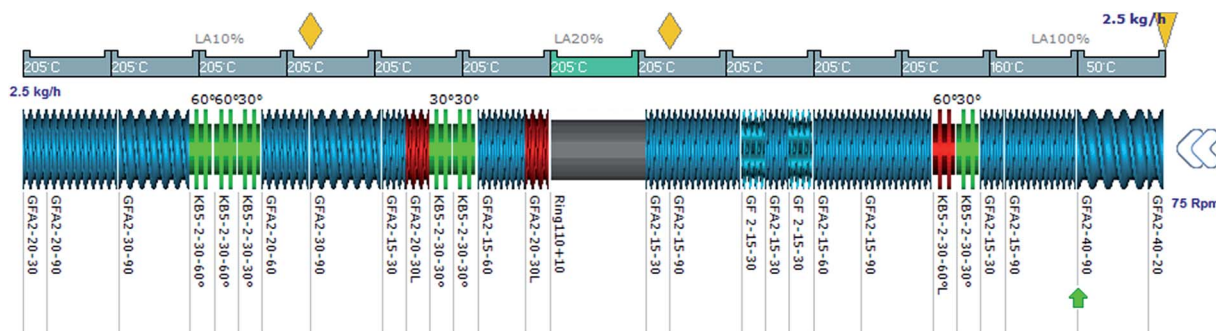 2.5 kg/h
LA10% LA20% LA100%
205°C 205°C 205°C 205°C 205°C 205°C 205°C 205°C 205°C 205°C 205°C 160°C 50°C
2.5 kg/h
60°60°30° 30°30° 60°30°
75 Rpm
GFA2-20-30
GFA2-20-90
GFA2-30-90
KB5-2-30-60°
KB5-2-30-60°
KB5-2-30-30°
GFA2-20-60
GFA2-30-90
GFA2-15-30
GFA2-20-30L
KB5-2-30-30°
KB5-2-30-30°
GFA2-15-60
GFA2-20-30L
Ring110+10
GFA2-15-30
GFA2-15-90
GF 2-15-30
GFA2-15-30
GF 2-15-30
GFA2-15-60
GFA2-15-90
KB5-2-30-60°L
KB5-2-30-30°
GFA2-15-30
GFA2-15-90
GFA2-40-90
GFA2-40-20